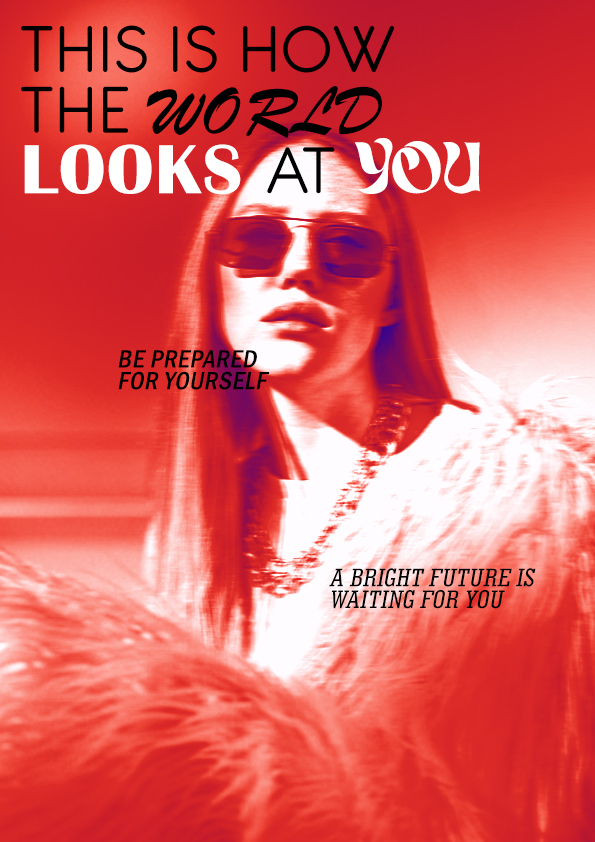 THIS IS HOW
THE WORLD
LOOKS AT YOU
BE PREPARED
FOR YOURSELF
A BRIGHT FUTURE IS
WAITING FOR YOU